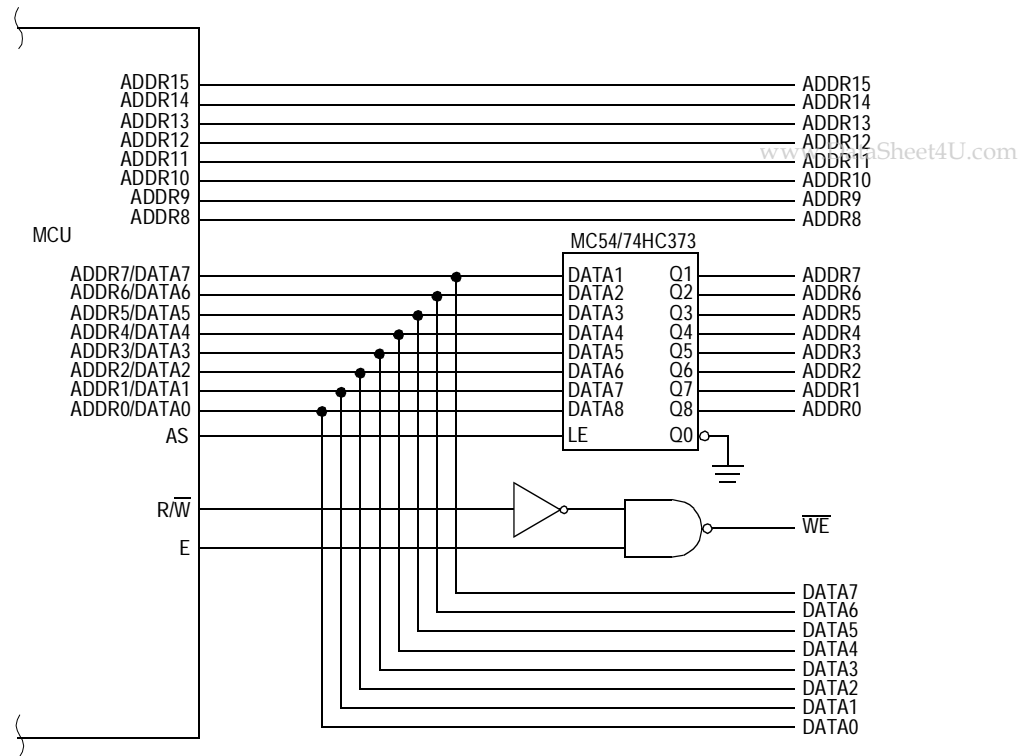 ADDR15 ADDR15
ADDR14 ADDR14
ADDR13 ADDR13
ADDR12 ADDR12
www.DataSheet4U.com
ADDR11 ADDR11
ADDR10 ADDR10
ADDR9 ADDR9
ADDR8 ADDR8
MCU
MC54/74HC373
ADDR7/DATA7 DATA1 Q1 ADDR7
ADDR6/DATA6 DATA2 Q2 ADDR6
ADDR5/DATA5 DATA3 Q3 ADDR5
ADDR4/DATA4 DATA4 Q4 ADDR4
ADDR3/DATA3 DATA5 Q5 ADDR3
ADDR2/DATA2 DATA6 Q6 ADDR2
ADDR1/DATA1 DATA7 Q7 ADDR1
ADDR0/DATA0 DATA8 Q8 ADDR0
AS LE Q0
R/W̅
W̅E̅
E
DATA7
DATA6
DATA5
DATA4
DATA3
DATA2
DATA1
DATA0